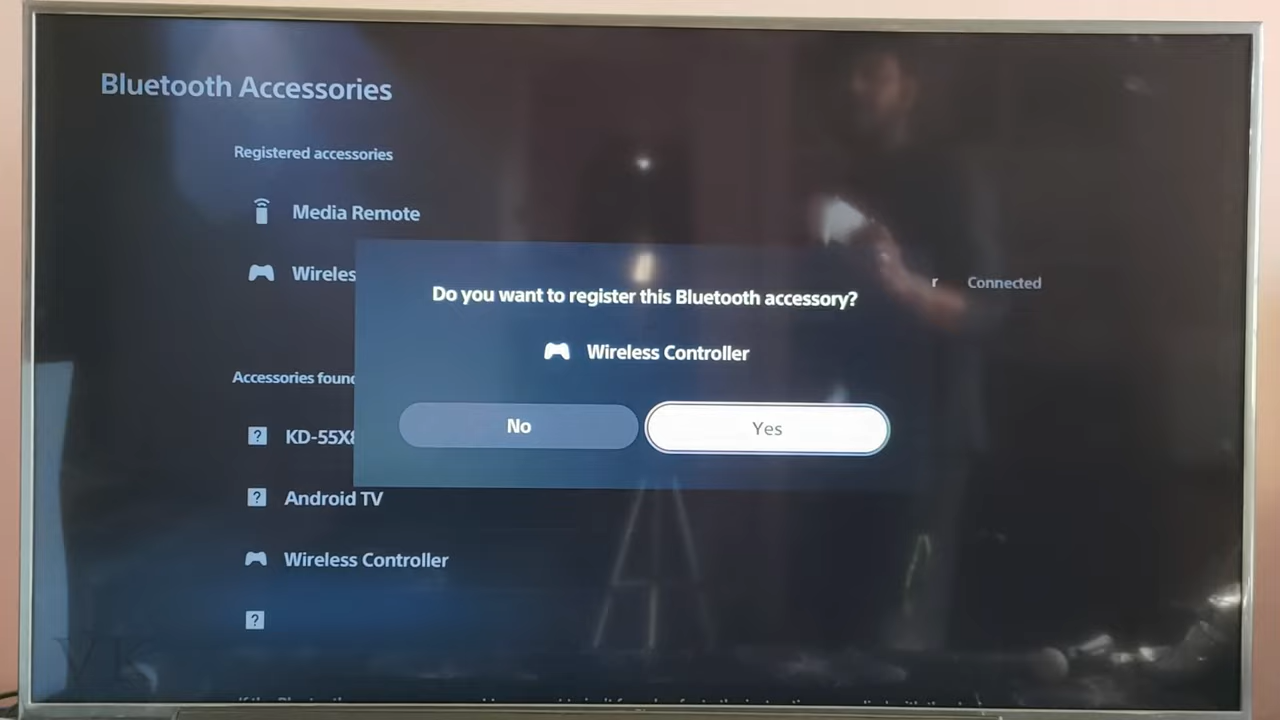 Bluetooth Accessories
Registered accessories
Media Remote
Wireles
r Connected
Do you want to register this Bluetooth accessory?
Wireless Controller
No Yes
Accessories found
KD-55X8
Android TV
Wireless Controller
VK